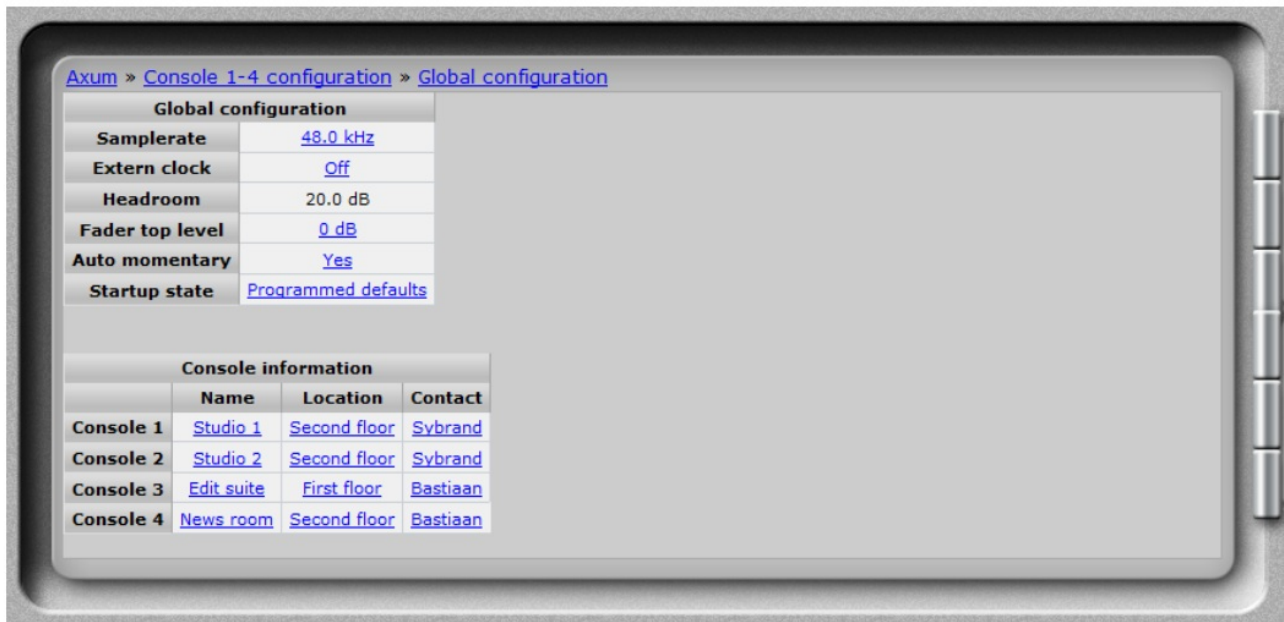 Axum » Console 1-4 configuration » Global configuration
Global configuration
Samplerate 48.0 kHz
Extern clock Off
Headroom 20.0 dB
Fader top level 0 dB
Auto momentary Yes
Startup state Programmed defaults
Console information
Name Location Contact
Console 1 Studio 1 Second floor Sybrand
Console 2 Studio 2 Second floor Sybrand
Console 3 Edit suite First floor Bastiaan
Console 4 News room Second floor Bastiaan